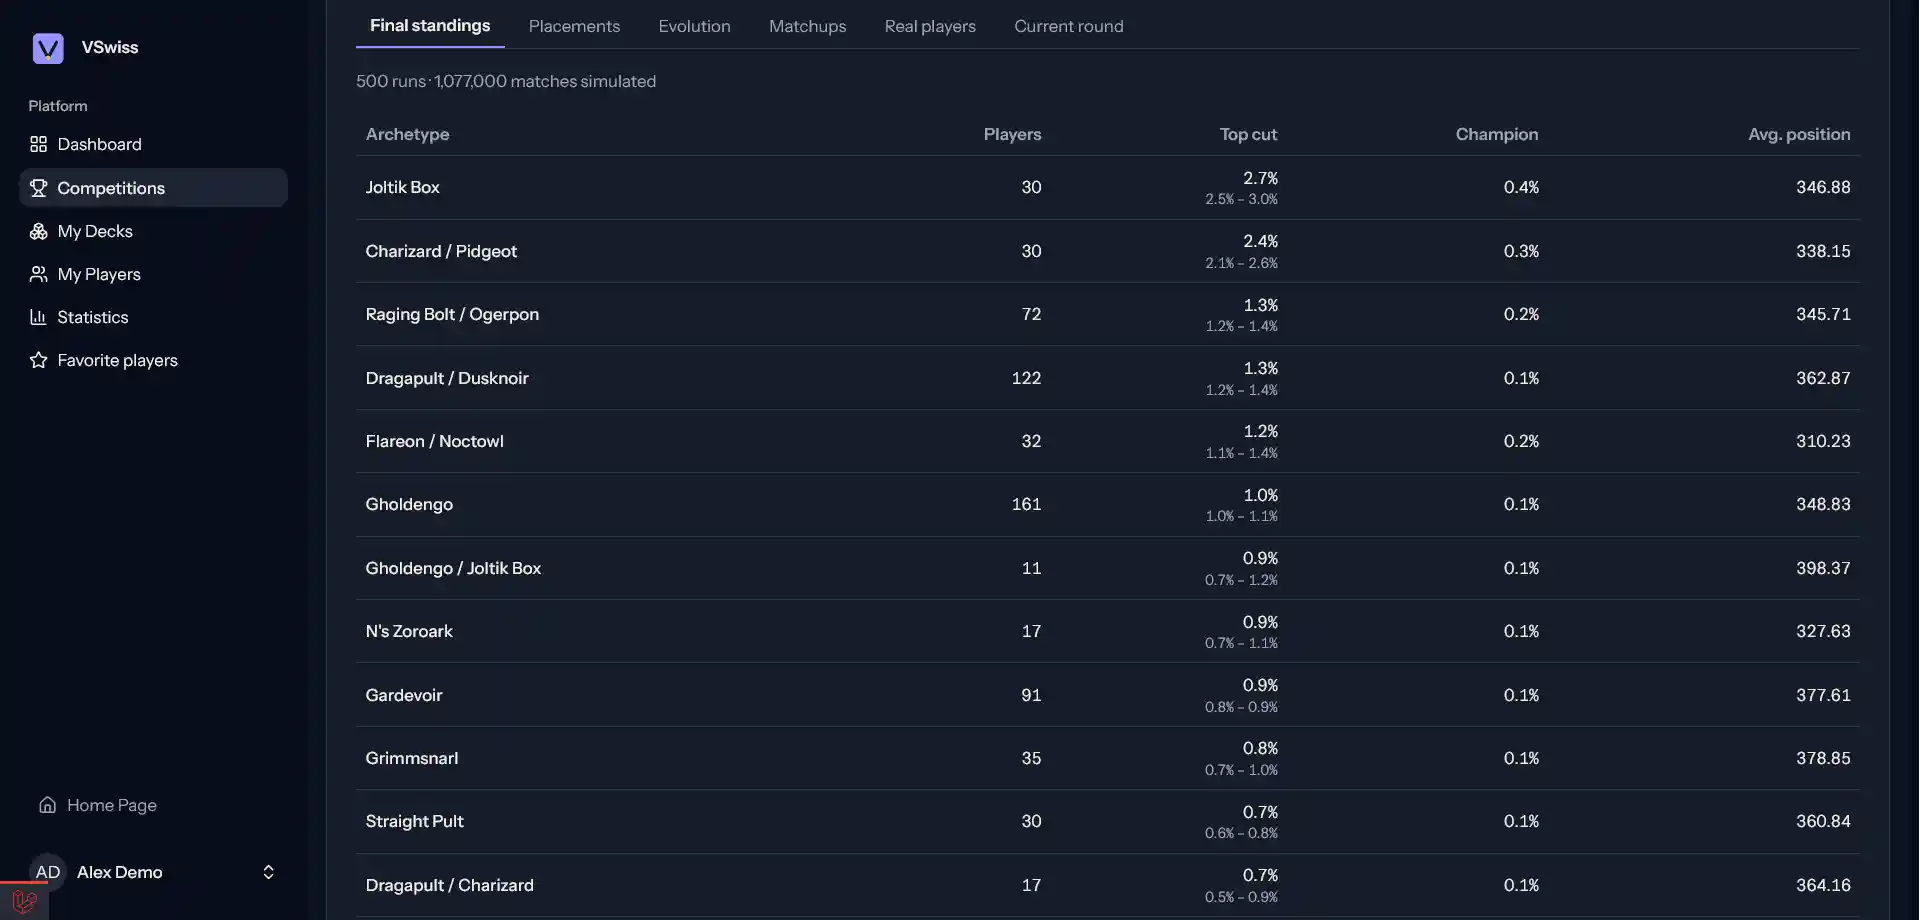 VSwiss
Platform
Dashboard
Competitions
My Decks
My Players
Statistics
Favorite players
Home Page
AD Alex Demo
Final standings Placements Evolution Matchups Real players Current round
500 runs · 1,077,000 matches simulated
Archetype Players Top cut Champion Avg. position
Joltik Box 30 2.7% 0.4% 346.88
2.5% – 3.0%
Charizard / Pidgeot 30 2.4% 0.3% 338.15
2.1% – 2.6%
Raging Bolt / Ogerpon 72 1.3% 0.2% 345.71
1.2% – 1.4%
Dragapult / Dusknoir 122 1.3% 0.1% 362.87
1.2% – 1.4%
Flareon / Noctowl 32 1.2% 0.2% 310.23
1.1% – 1.4%
Gholdengo 161 1.0% 0.1% 348.83
1.0% – 1.1%
Gholdengo / Joltik Box 11 0.9% 0.1% 398.37
0.7% – 1.2%
N's Zoroark 17 0.9% 0.1% 327.63
0.7% – 1.1%
Gardevoir 91 0.9% 0.1% 377.61
0.8% – 0.9%
Grimmsnarl 35 0.8% 0.1% 378.85
0.7% – 1.0%
Straight Pult 30 0.7% 0.1% 360.84
0.6% – 0.8%
Dragapult / Charizard 17 0.7% 0.1% 364.16
0.5% – 0.9%